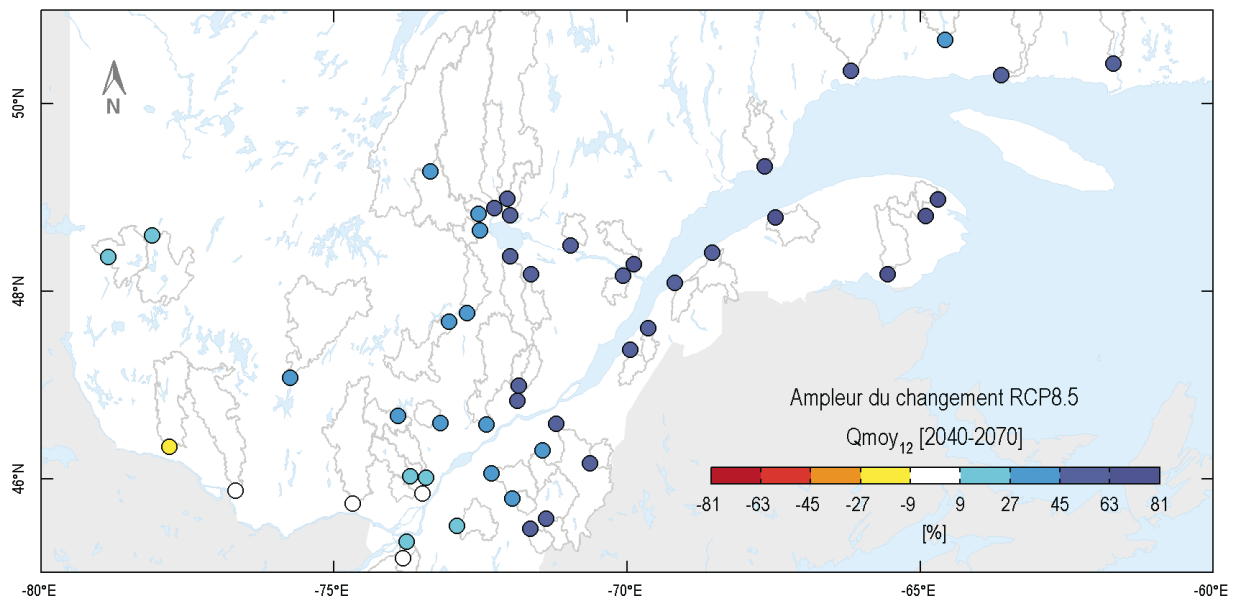 N
50°N
48°N
46°N
Ampleur du changement RCP8.5
Qmoy12 [2040-2070]
-81 -63 -45 -27 -9 9 27 45 63 81
[%]
-80°E -75°E -70°E -65°E -60°E